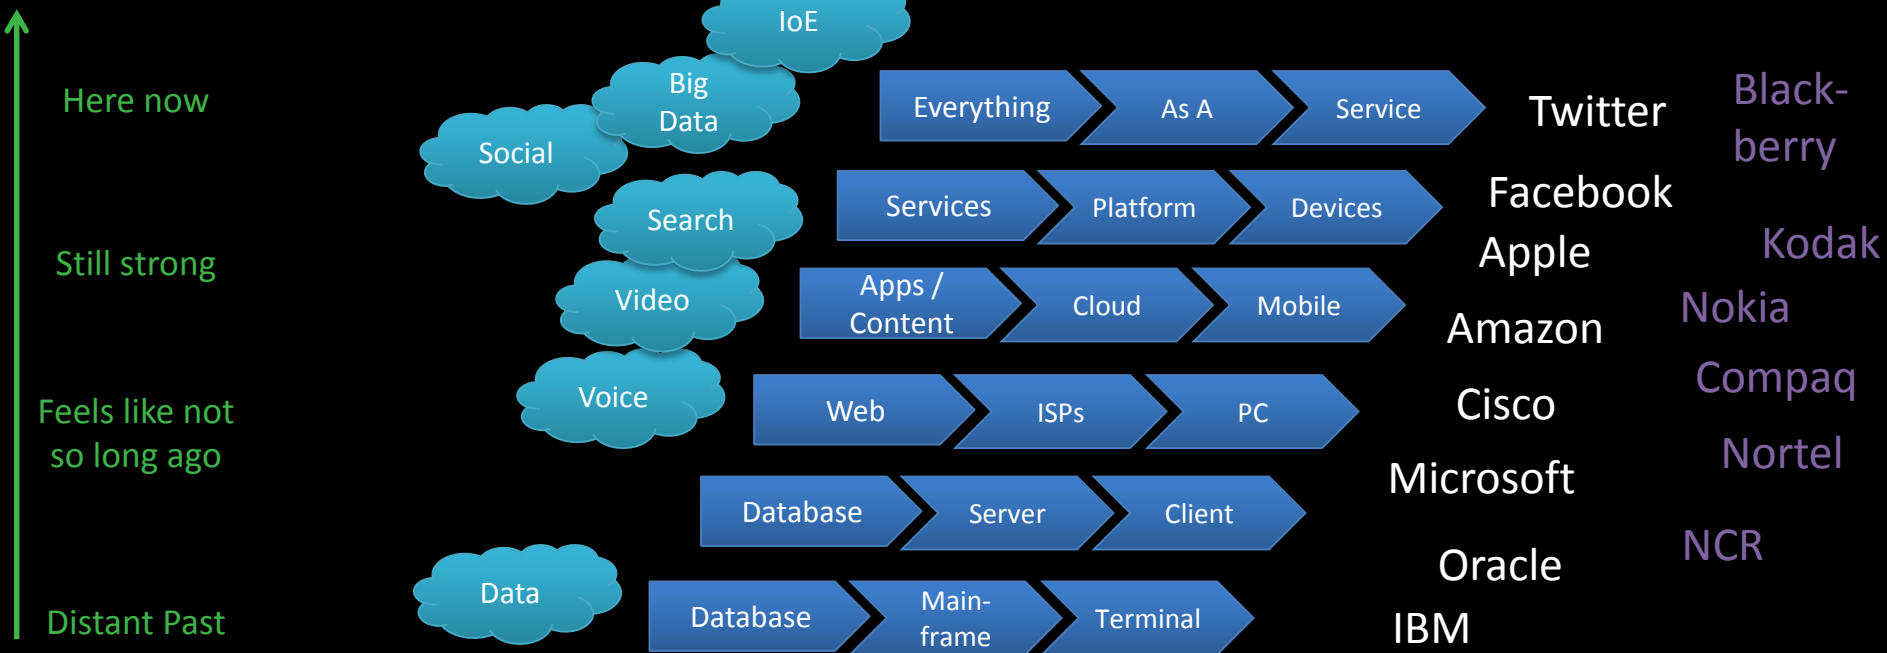 IoE
Here now
Big
Data
Social
Everything
As A
Service
Twitter
Black-
berry
Search
Services
Platform
Devices
Facebook
Still strong
Video
Apps /
Content
Cloud
Mobile
Apple
Kodak
Amazon
Nokia
Feels like not
so long ago
Voice
Web
ISPs
PC
Cisco
Compaq
Database
Server
Client
Microsoft
Nortel
Oracle
NCR
Distant Past
Data
Database
Main-
frame
Terminal
IBM